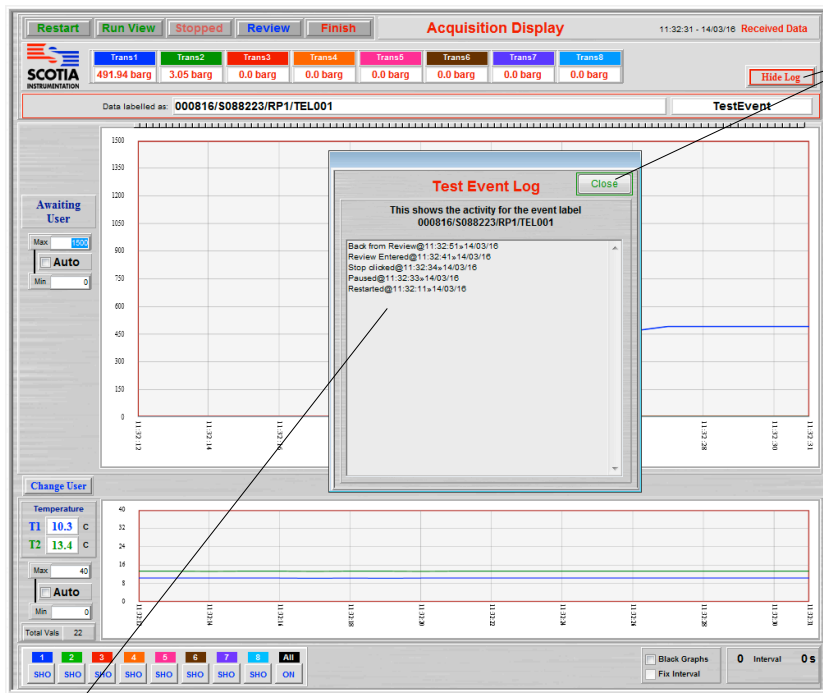 Restart Run View Stopped Review Finish Acquisition Display 11:32:31 - 14/03/16 Received Data
SCOTIA
INSTRUMENTATION
Trans1 Trans2 Trans3 Trans4 Trans5 Trans6 Trans7 Trans8
491.94 barg 3.05 barg 0.0 barg 0.0 barg 0.0 barg 0.0 barg 0.0 barg 0.0 barg
Hide Log
Data labelled as: 000816/S088223/RP1/TEL001 TestEvent
Awaiting
User
Max 1500
Auto
Min 0
1500
1350
1200
1050
900
750
600
450
300
150
0
11:32:12
11:32:14
11:32:16
11:32:28
11:32:30
11:32:31
Test Event Log Close
This shows the activity for the event label
000816/S088223/RP1/TEL001
Back from Review@11:32:51»14/03/16
Review Entered@11:32:41»14/03/16
Stop clicked@11:32:34»14/03/16
Paused@11:32:33»14/03/16
Restarted@11:32:11»14/03/16
Change User
Temperature
T1 10.3 C
T2 13.4 C
Max 40
Auto
Min 0
Total Vals 22
40
32
24
16
8
0
1 2 3 4 5 6 7 8 All
SHO SHO SHO SHO SHO SHO SHO SHO ON
Black Graphs
Fix Interval
0 Interval 0 s